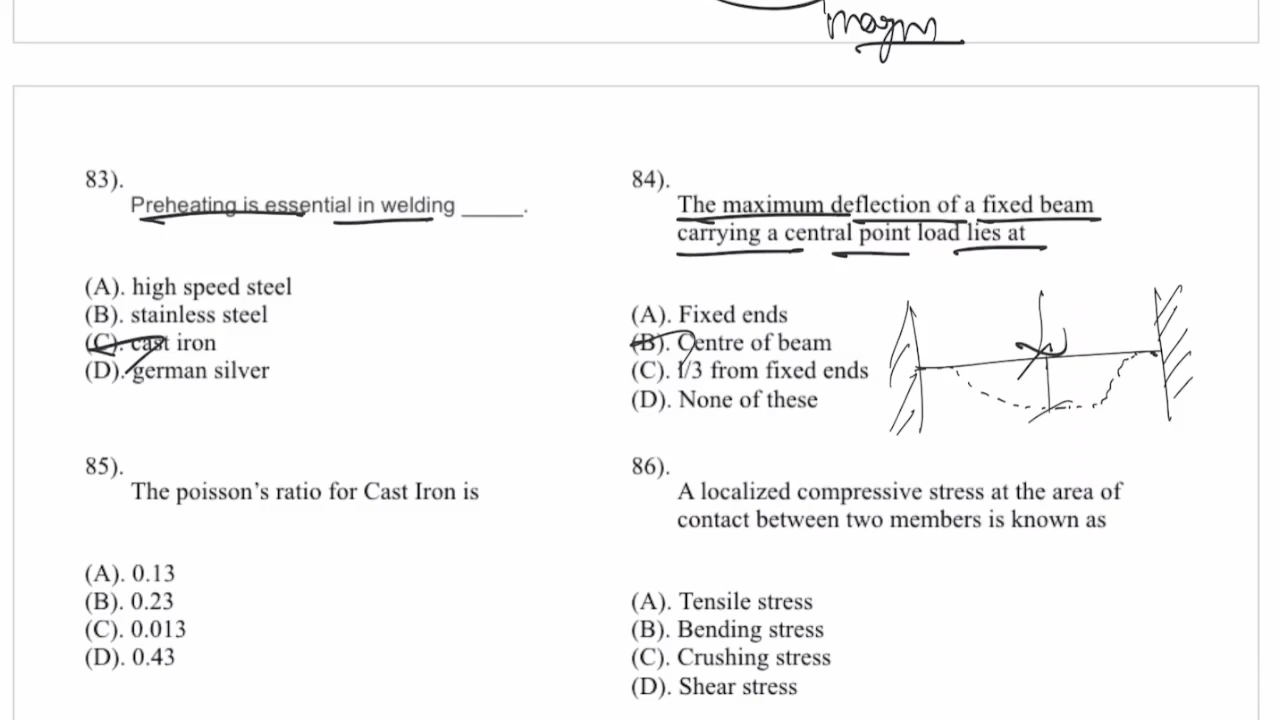 margin
83).
Preheating is essential in welling _____.
(A). high speed steel
(B). stainless steel
(C). cast iron
(D). german silver
84).
The maximum deflection of a fixed beam
carrying a central point load lies at
(A). Fixed ends
(B). Centre of beam
(C). 1/3 from fixed ends
(D). None of these
85).
The poisson’s ratio for Cast Iron is
(A). 0.13
(B). 0.23
(C). 0.013
(D). 0.43
86).
A localized compressive stress at the area of
contact between two members is known as
(A). Tensile stress
(B). Bending stress
(C). Crushing stress
(D). Shear stress